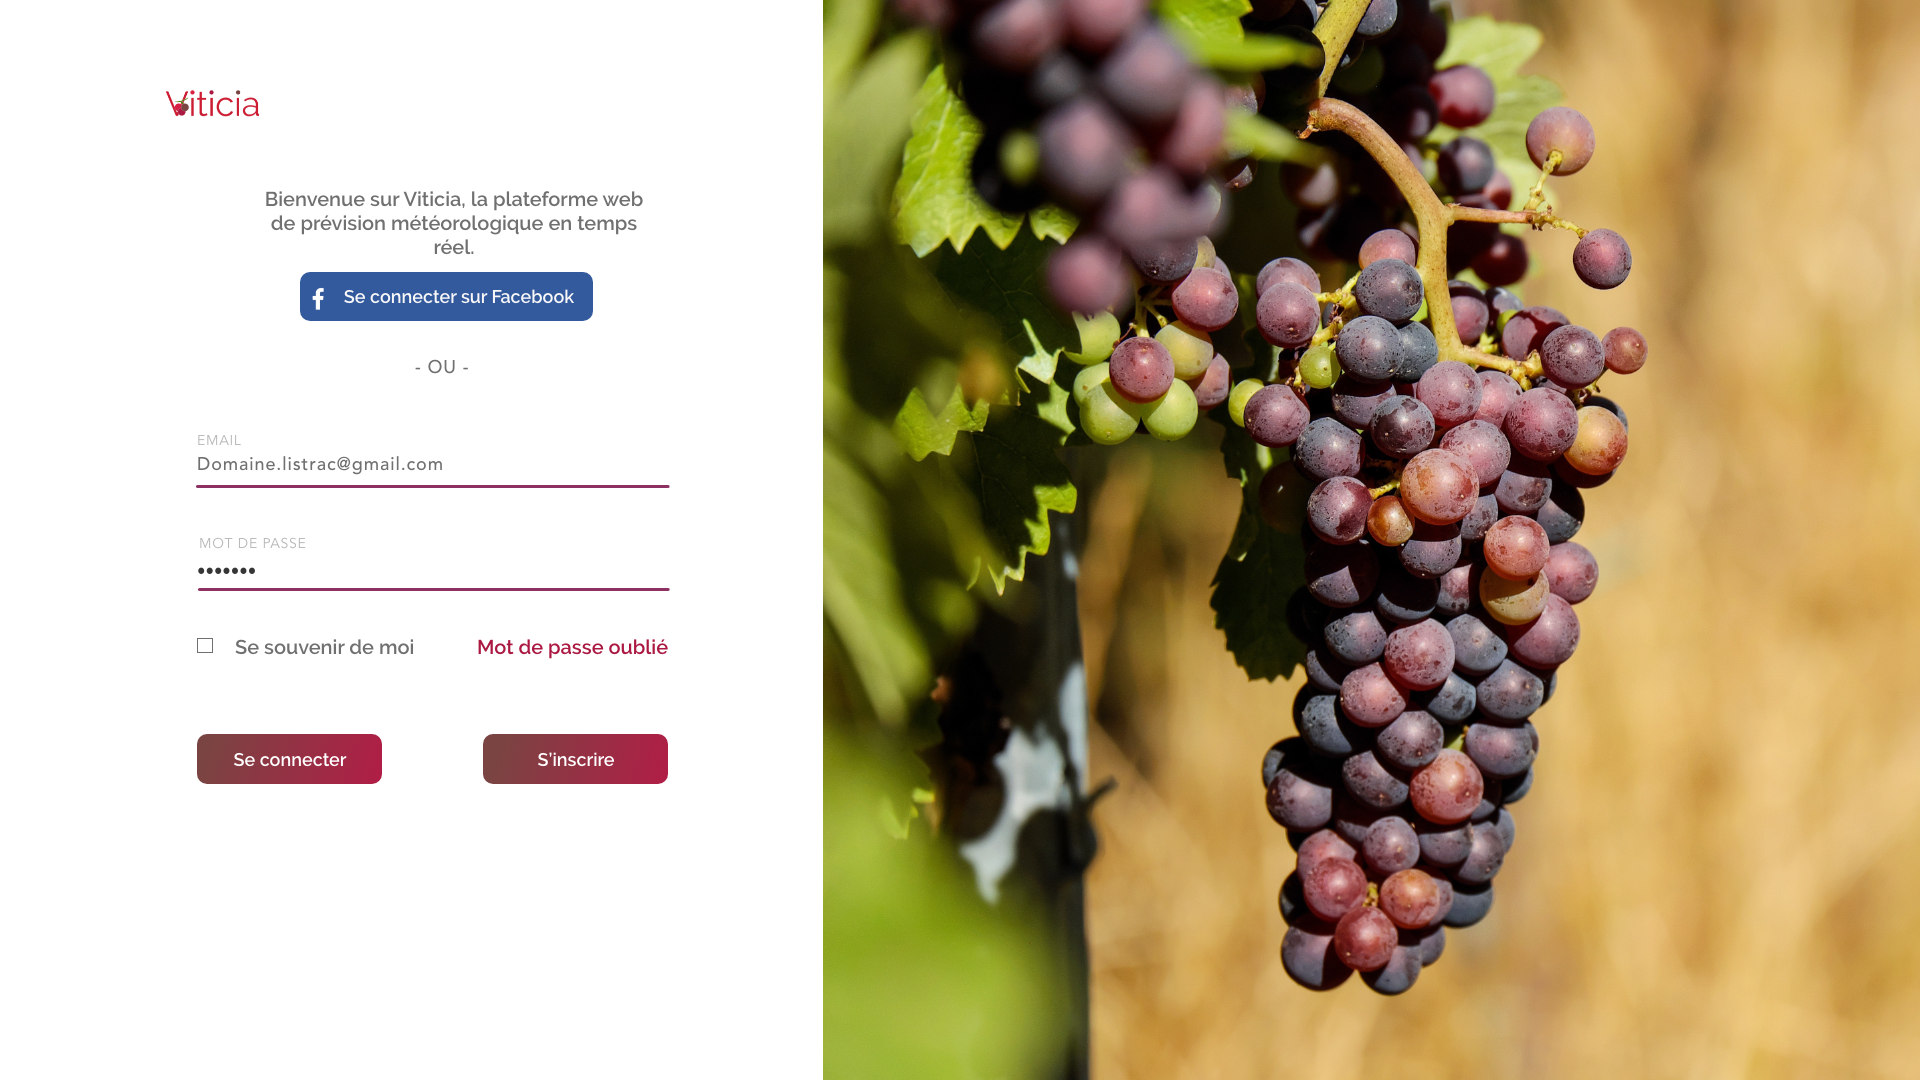 Viticia
Bienvenue sur Viticia, la plateforme web
de prévision météorologique en temps
réel.
Se connecter sur Facebook
- OU -
EMAIL
Domaine.listrac@gmail.com
MOT DE PASSE
•••••••
Se souvenir de moi
Mot de passe oublié
Se connecter
S'inscrire